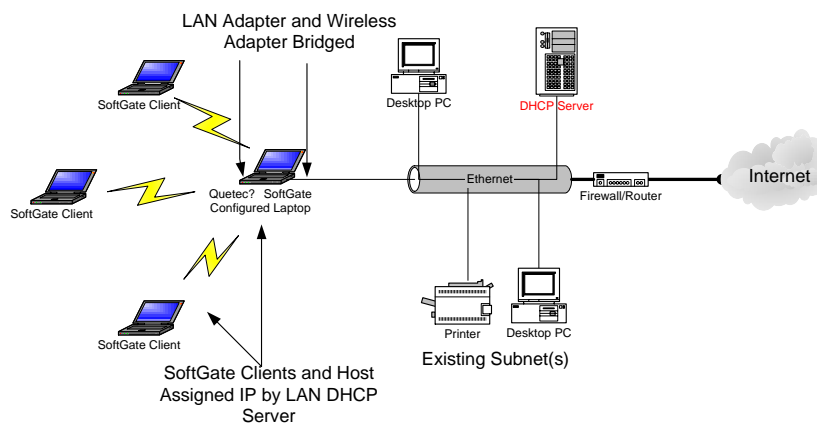 LAN Adapter and Wireless
Adapter Bridged
SoftGate Client
Desktop PC
DHCP Server
Ethernet
Internet
SoftGate Client
Quetec? SoftGate
Configured Laptop
Firewall/Router
SoftGate Client
Printer
Desktop PC
Existing Subnet(s)
SoftGate Clients and Host
Assigned IP by LAN DHCP
Server